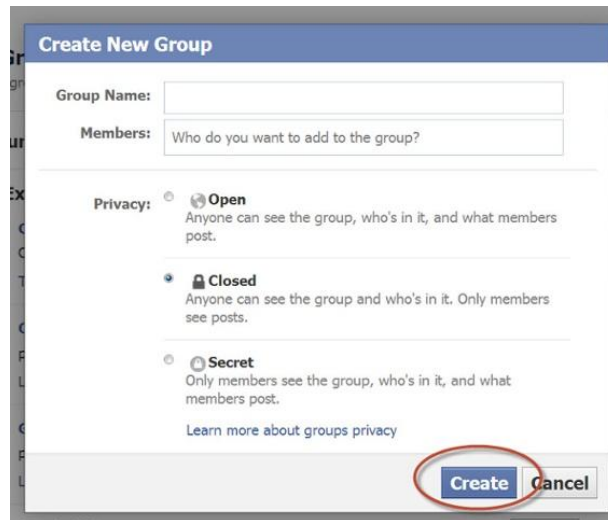 Create New Group
Group Name:
Members: Who do you want to add to the group?
Privacy: Open
Anyone can see the group, who's in it, and what members
post.
Closed
Anyone can see the group and who's in it. Only members
see posts.
Secret
Only members see the group, who's in it, and what
members post.
Learn more about groups privacy
Create Cancel